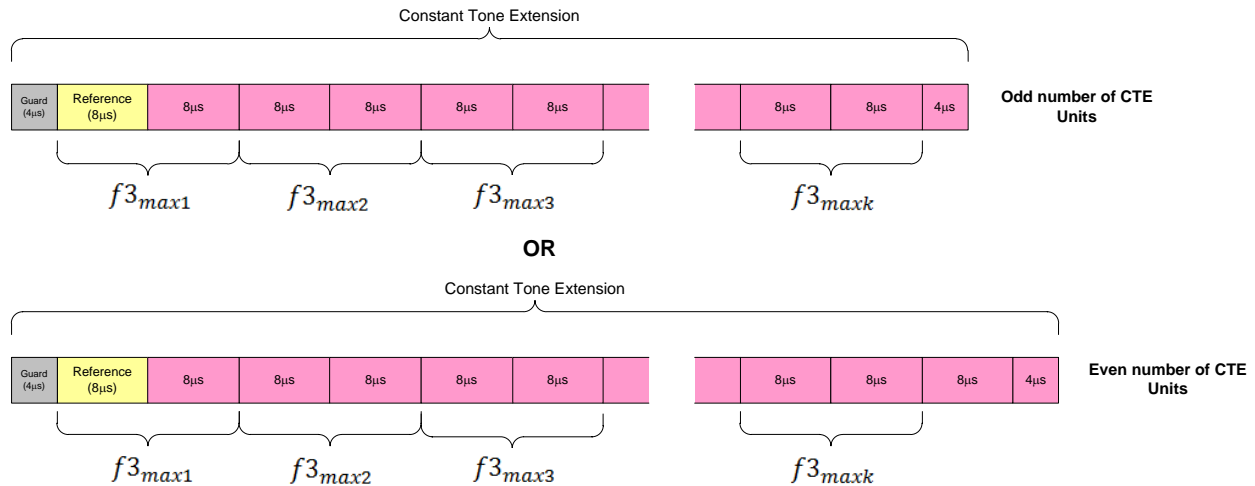 Constant Tone Extension
Guard
(4μs)
Reference
(8μs)
8μs
8μs
8μs
8μs
8μs
8μs
8μs
4μs
Odd number of CTE
Units
f3max1
f3max2
f3max3
f3maxk
OR
Constant Tone Extension
Guard
(4μs)
Reference
(8μs)
8μs
8μs
8μs
8μs
8μs
8μs
8μs
8μs
4μs
Even number of CTE
Units
f3max1
f3max2
f3max3
f3maxk